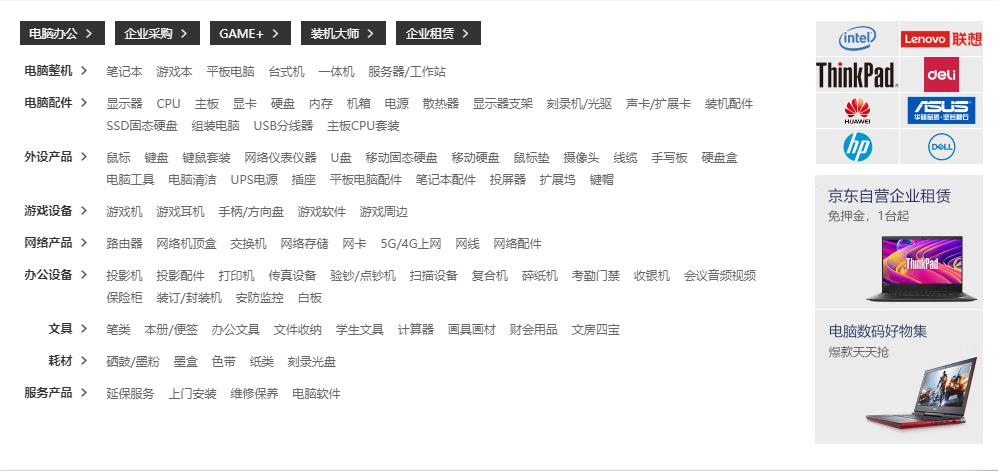 电脑办公 > 企业采购 > GAME+ > 装机大师 > 企业租赁 >
电脑整机 > 笔记本 游戏本 平板电脑 台式机 一体机 服务器/工作站
电脑配件 > 显示器 CPU 主板 显卡 硬盘 内存 机箱 电源 散热器 显示器支架 刻录机/光驱 声卡/扩展卡 装机配件
SSD固态硬盘 组装电脑 USB分线器 主板CPU套装
外设产品 > 鼠标 键盘 键鼠套装 网络仪表仪器 U盘 移动固态硬盘 移动硬盘 鼠标垫 摄像头 线缆 手写板 硬盘盒
电脑工具 电脑清洁 UPS电源 插座 平板电脑配件 笔记本配件 投屏器 扩展坞 键帽
游戏设备 > 游戏机 游戏耳机 手柄/方向盘 游戏软件 游戏周边
网络产品 > 路由器 网络机顶盒 交换机 网络存储 网卡 5G/4G上网 网线 网络配件
办公设备 > 投影机 投影配件 打印机 传真设备 验钞/点钞机 扫描设备 复合机 碎纸机 考勤门禁 收银机 会议音频视频
保险柜 装订/封装机 安防监控 白板
文具 > 笔类 本册/便签 办公文具 文件收纳 学生文具 计算器 画具画材 财会用品 文房四宝
耗材 > 硒鼓/墨粉 墨盒 色带 纸类 刻录光盘
服务产品 > 延保服务 上门安装 维修保养 电脑软件
intel Lenovo 联想
ThinkPad deli
HUAWEI ASUS
华硕品质·坚若磐石
hp DELL
京东自营企业租赁
免押金，1台起
ThinkPad
电脑数码好物集
爆款天天抢